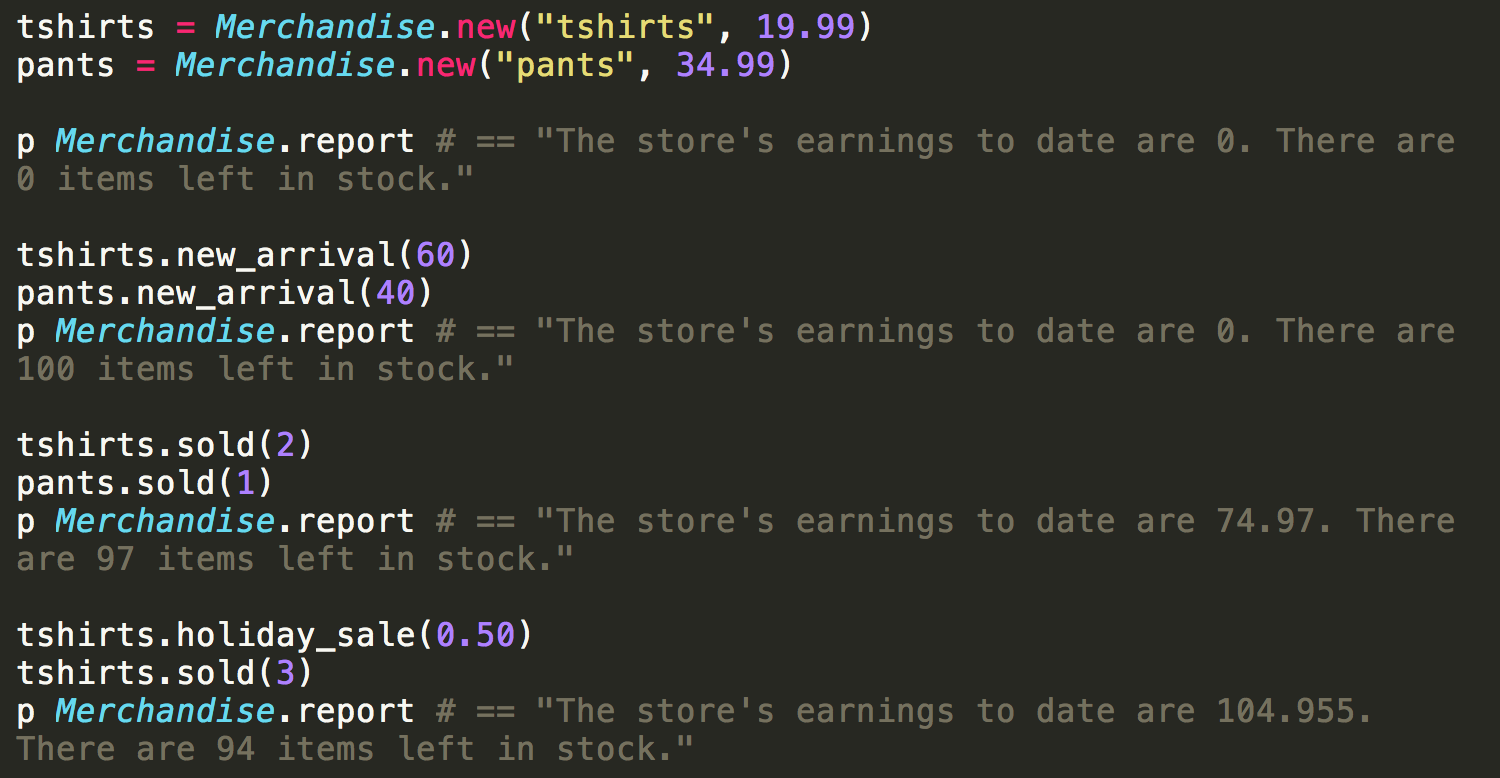 tshirts = Merchandise.new("tshirts", 19.99)
pants = Merchandise.new("pants", 34.99)
p Merchandise.report # == "The store's earnings to date are 0. There are
0 items left in stock."
tshirts.new_arrival(60)
pants.new_arrival(40)
p Merchandise.report # == "The store's earnings to date are 0. There are
100 items left in stock."
tshirts.sold(2)
pants.sold(1)
p Merchandise.report # == "The store's earnings to date are 74.97. There
are 97 items left in stock."
tshirts.holiday_sale(0.50)
tshirts.sold(3)
p Merchandise.report # == "The store's earnings to date are 104.955.
There are 94 items left in stock."